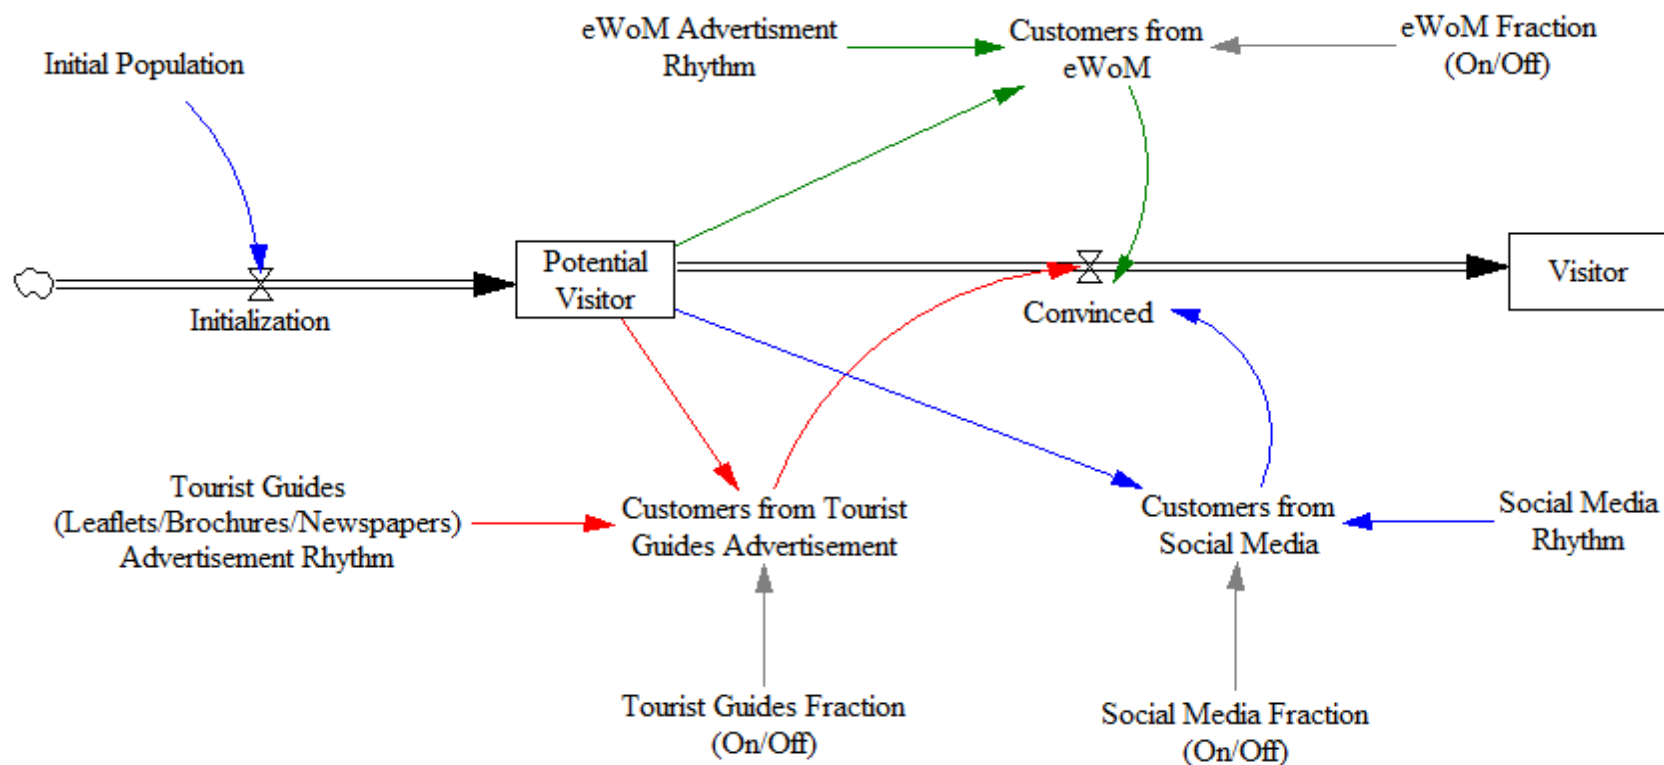 eWoM Advertisment
Rhythm
Customers from
eWoM
eWoM Fraction
(On/Off)
Initial Population
Potential
Visitor
Visitor
Initialization
Convinced
Tourist Guides
(Leaflets/Brochures/Newspapers)
Advertisement Rhythm
Customers from Tourist
Guides Advertisement
Customers from
Social Media
Social Media
Rhythm
Tourist Guides Fraction
(On/Off)
Social Media Fraction
(On/Off)